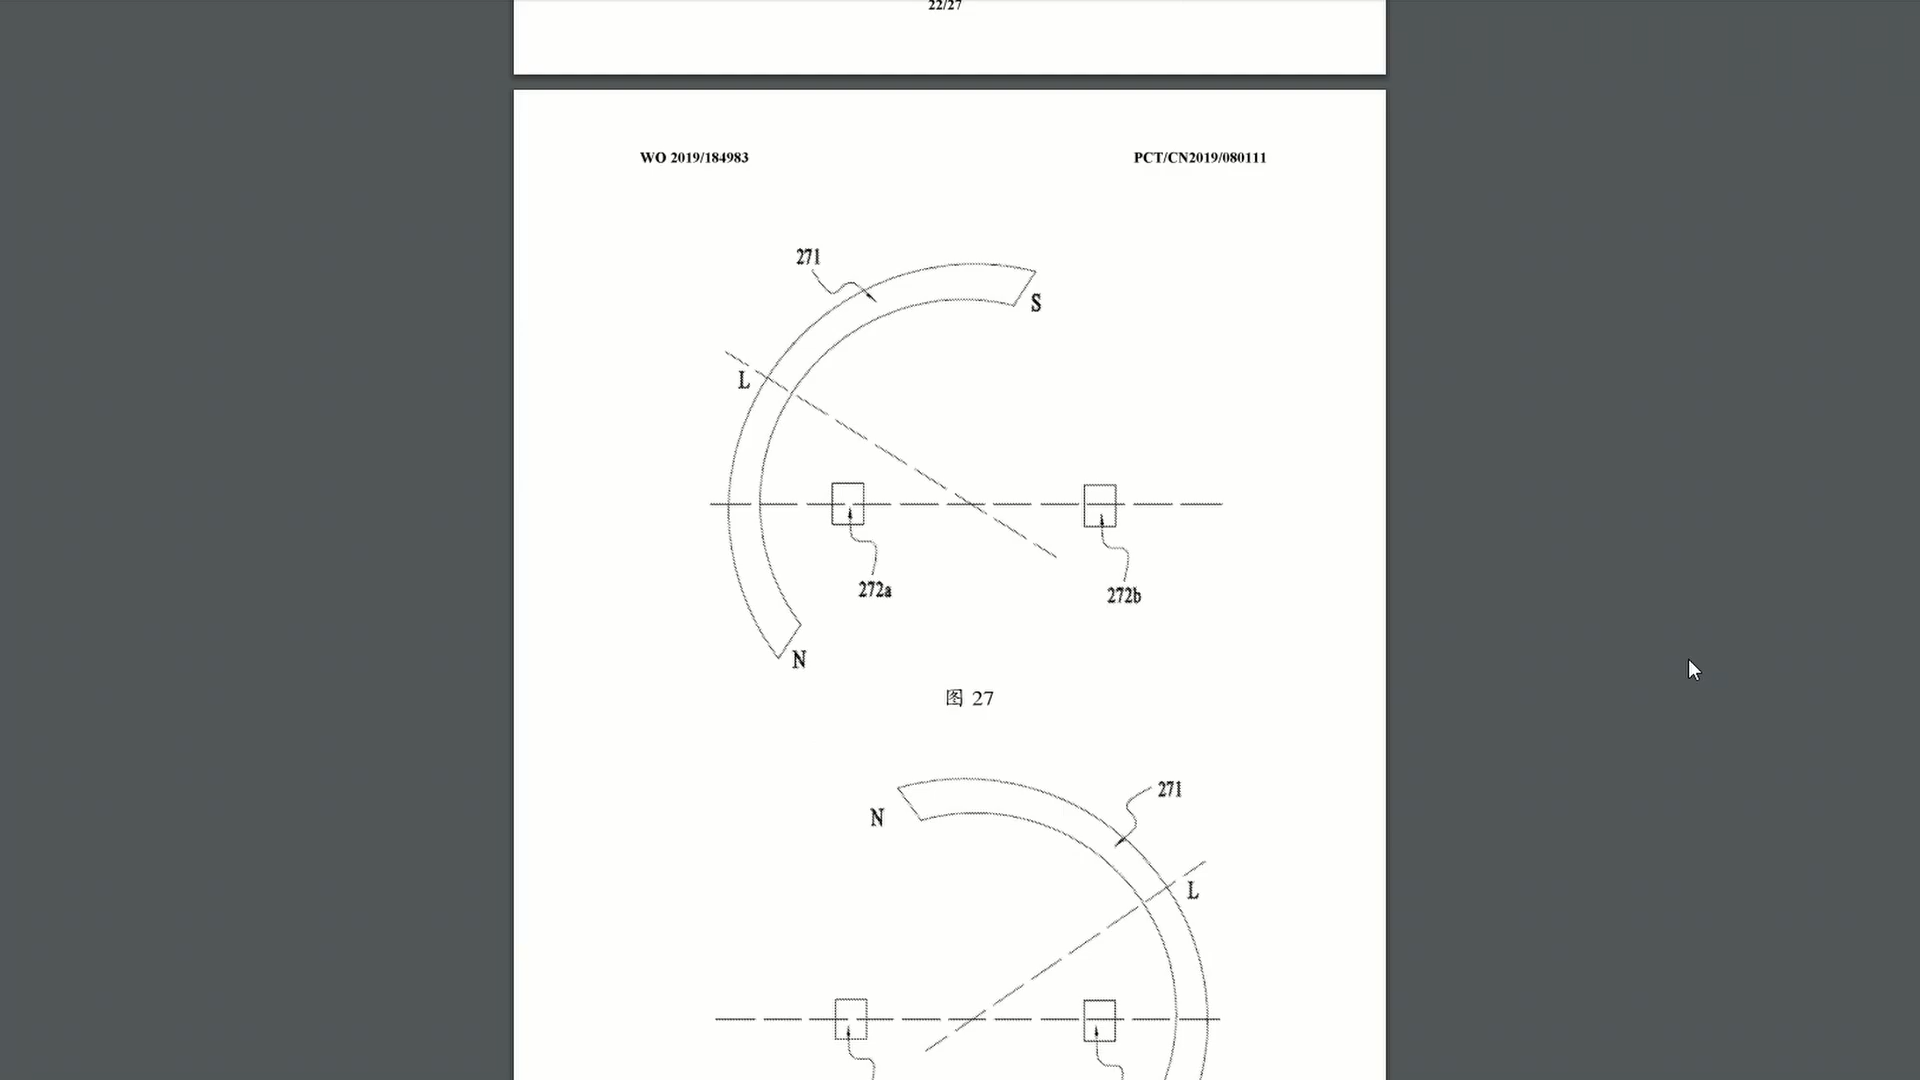 22/27
WO 2019/184983
PCT/CN2019/080111
271
S
L
272a
272b
N
图 27
271
N
L